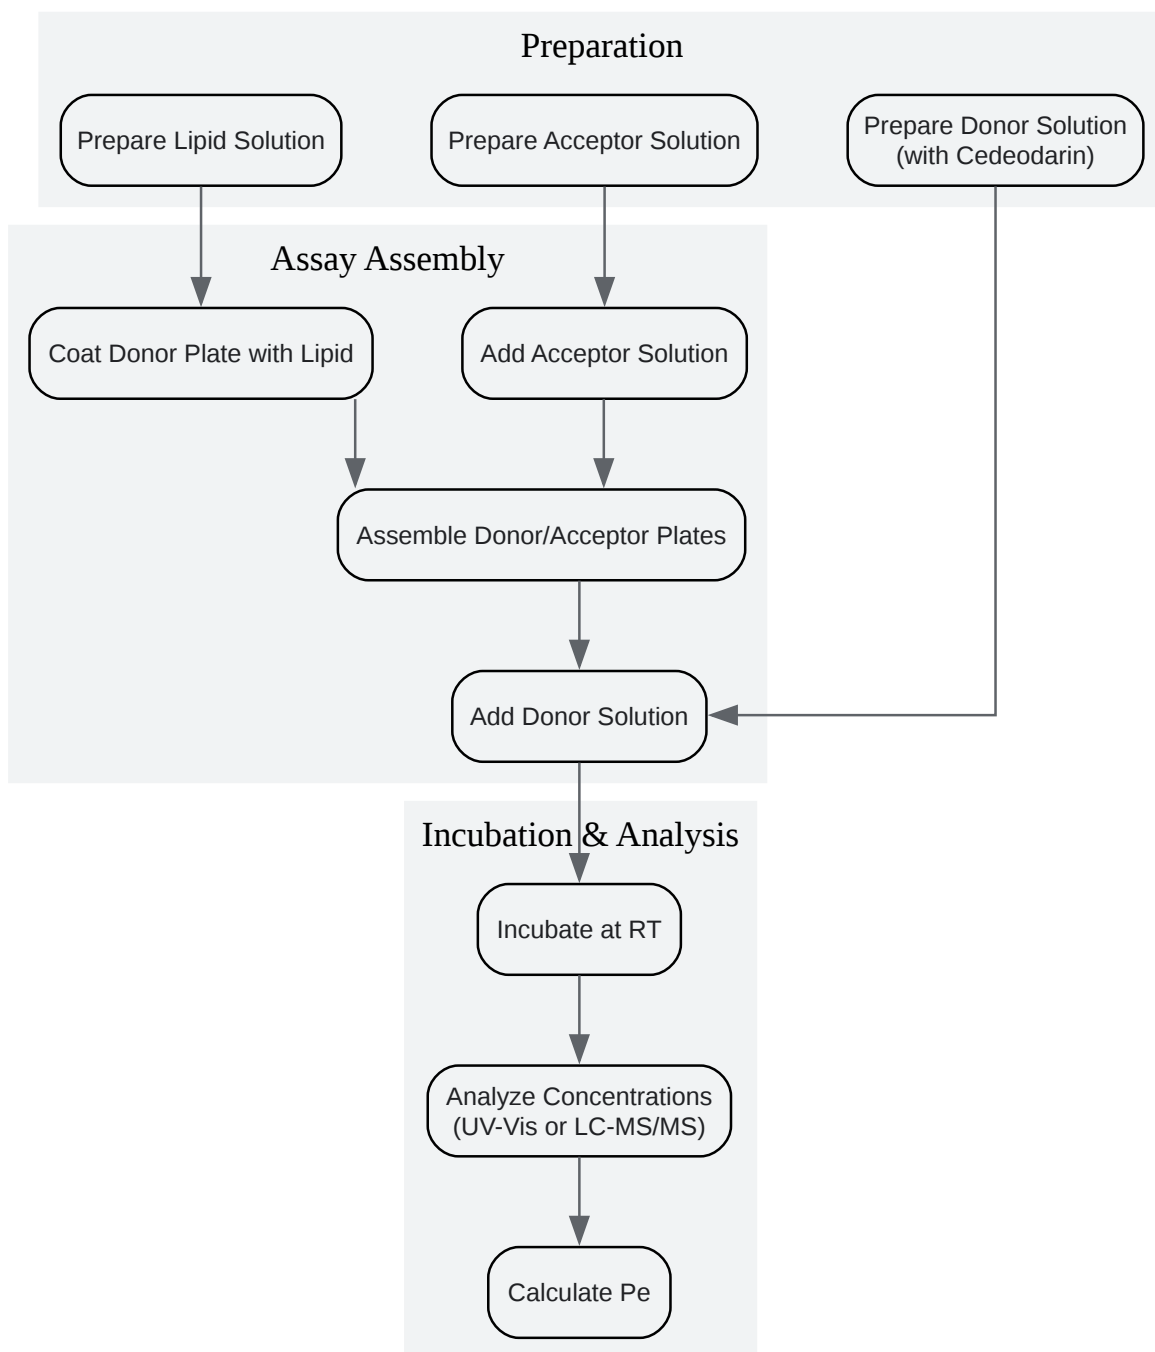 Preparation
Prepare Lipid Solution
Prepare Acceptor Solution
Prepare Donor Solution
(with Cedeodarin)
Assay Assembly
Coat Donor Plate with Lipid
Add Acceptor Solution
Assemble Donor/Acceptor Plates
Add Donor Solution
Incubation & Analysis
Incubate at RT
Analyze Concentrations
(UV-Vis or LC-MS/MS)
Calculate Pe